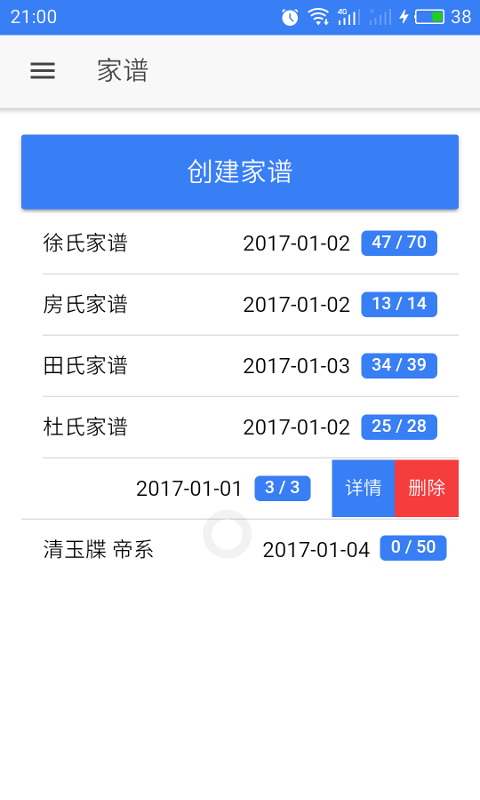 21:00 4G 38
家谱
创建家谱
徐氏家谱 2017-01-02 47 / 70
房氏家谱 2017-01-02 13 / 14
田氏家谱 2017-01-03 34 / 39
杜氏家谱 2017-01-02 25 / 28
2017-01-01 3 / 3 详情 删除
清玉牒 帝系 2017-01-04 0 / 50